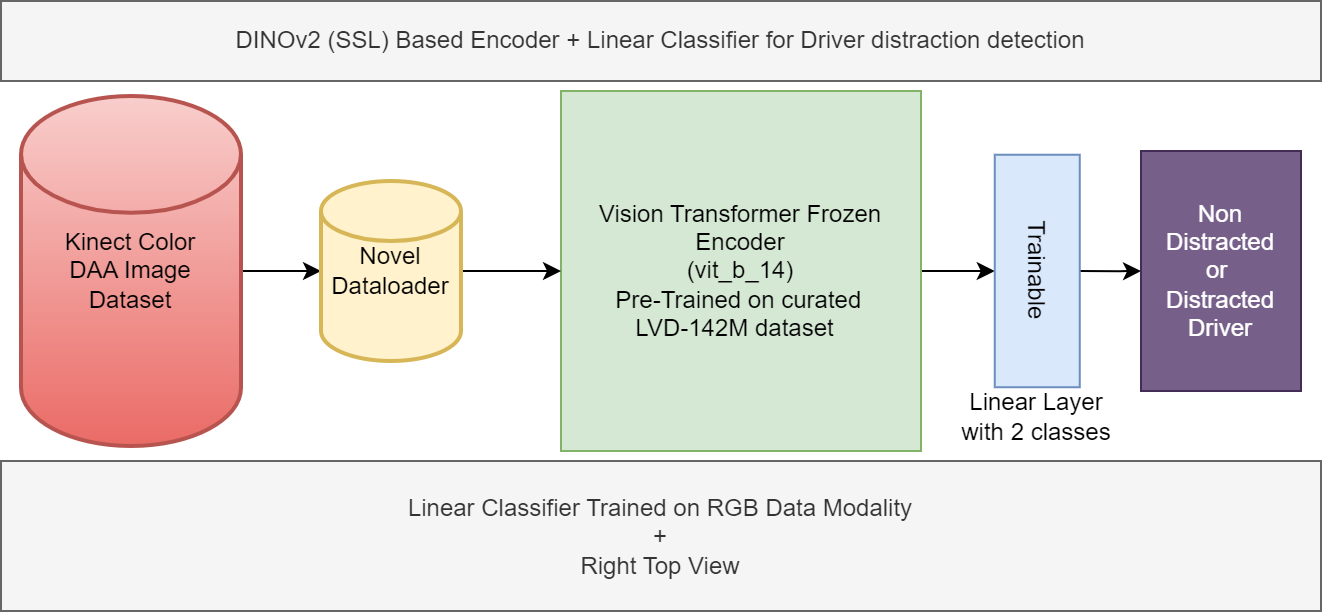 DINOv2 (SSL) Based Encoder + Linear Classifier for Driver distraction detection
Kinect Color
DAA Image
Dataset
Novel
Dataloader
Vision Transformer Frozen
Encoder
(vit_b_14)
Pre-Trained on curated
LVD-142M dataset
Trainable
Linear Layer
with 2 classes
Non
Distracted
or
Distracted
Driver
Linear Classifier Trained on RGB Data Modality
+
Right Top View